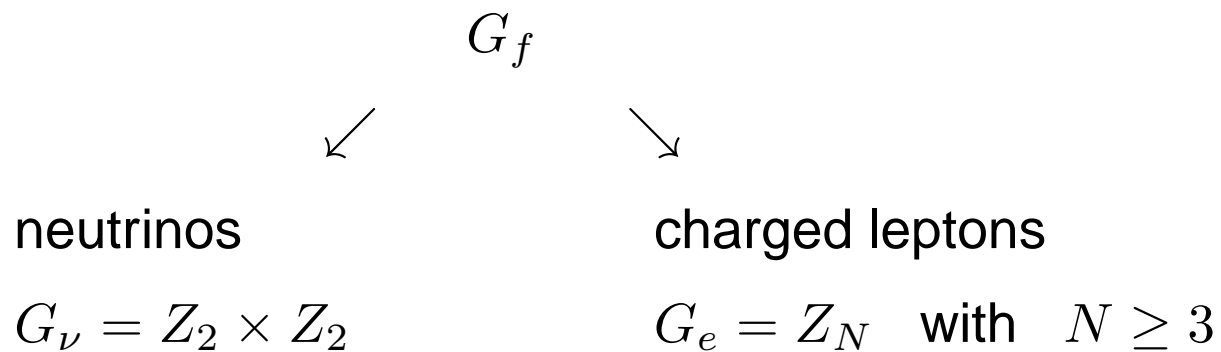 G_f
↙ ↘
neutrinos charged leptons
G_ν = Z_2 × Z_2 G_e = Z_N with N ≥ 3